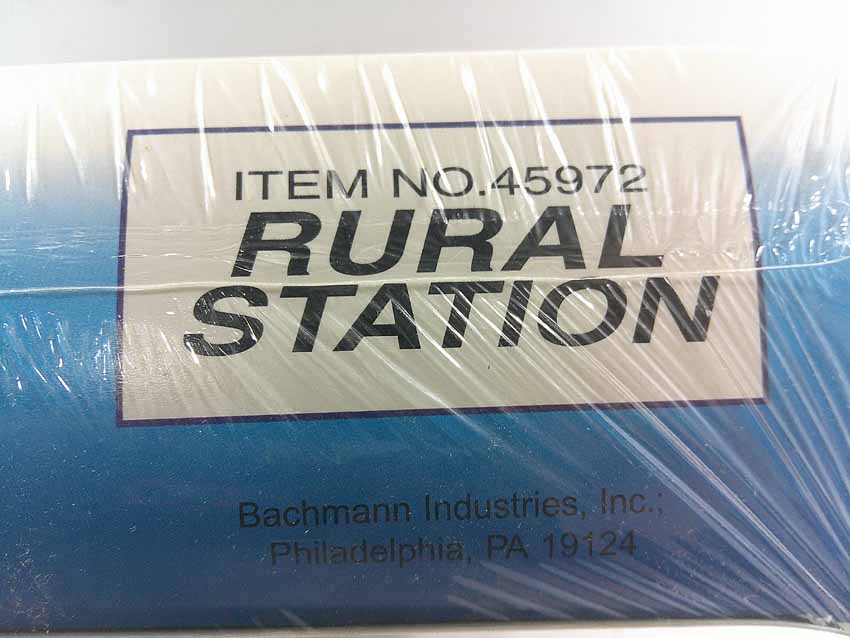 ITEM NO.45972
RURAL
STATION
Bachmann Industries, Inc.;
Philadelphia, PA 19124